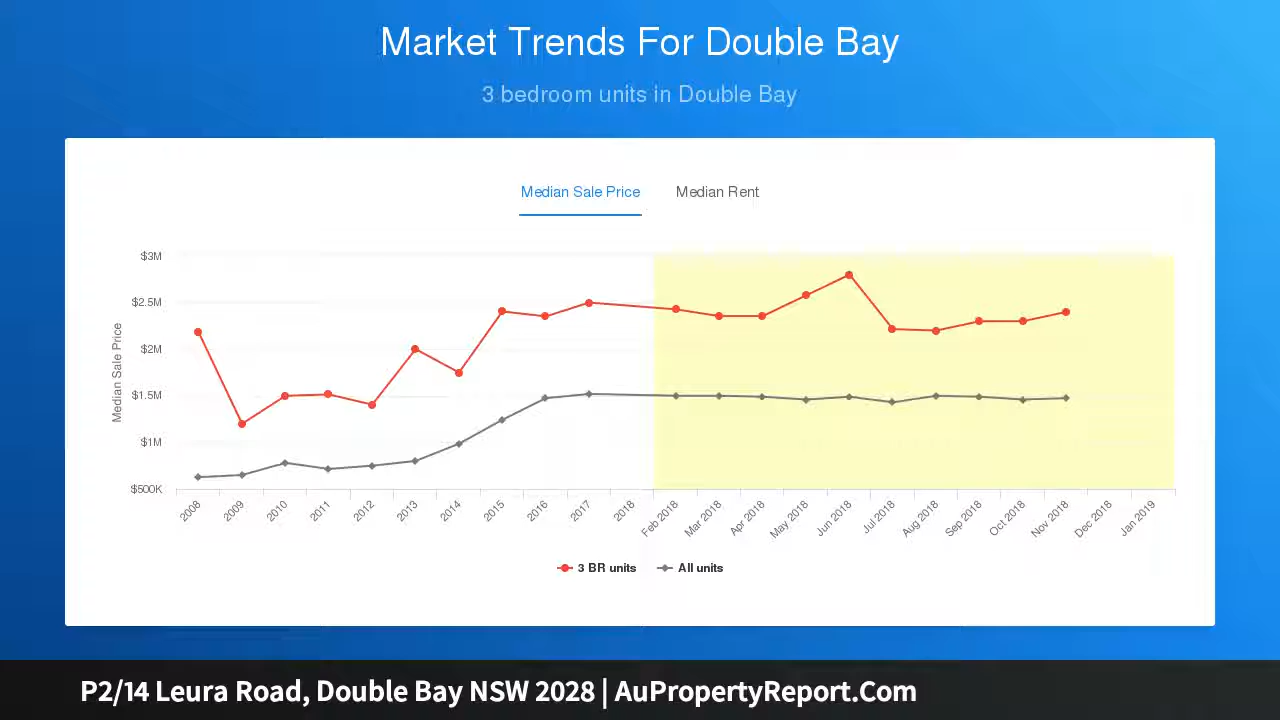 Market Trends For Double Bay
3 bedroom units in Double Bay
Median Sale Price Median Rent
Median Sale Price
$3M
$2.5M
$2M
$1.5M
$1M
$500K
2008 2009 2010 2011 2012 2013 2014 2015 2016 2017 2018 Feb 2018 Mar 2018 Apr 2018 May 2018 Jun 2018 Jul 2018 Aug 2018 Sep 2018 Oct 2018 Nov 2018 Dec 2018 Jan 2019
3 BR units All units
P2/14 Leura Road, Double Bay NSW 2028 | AuPropertyReport.Com